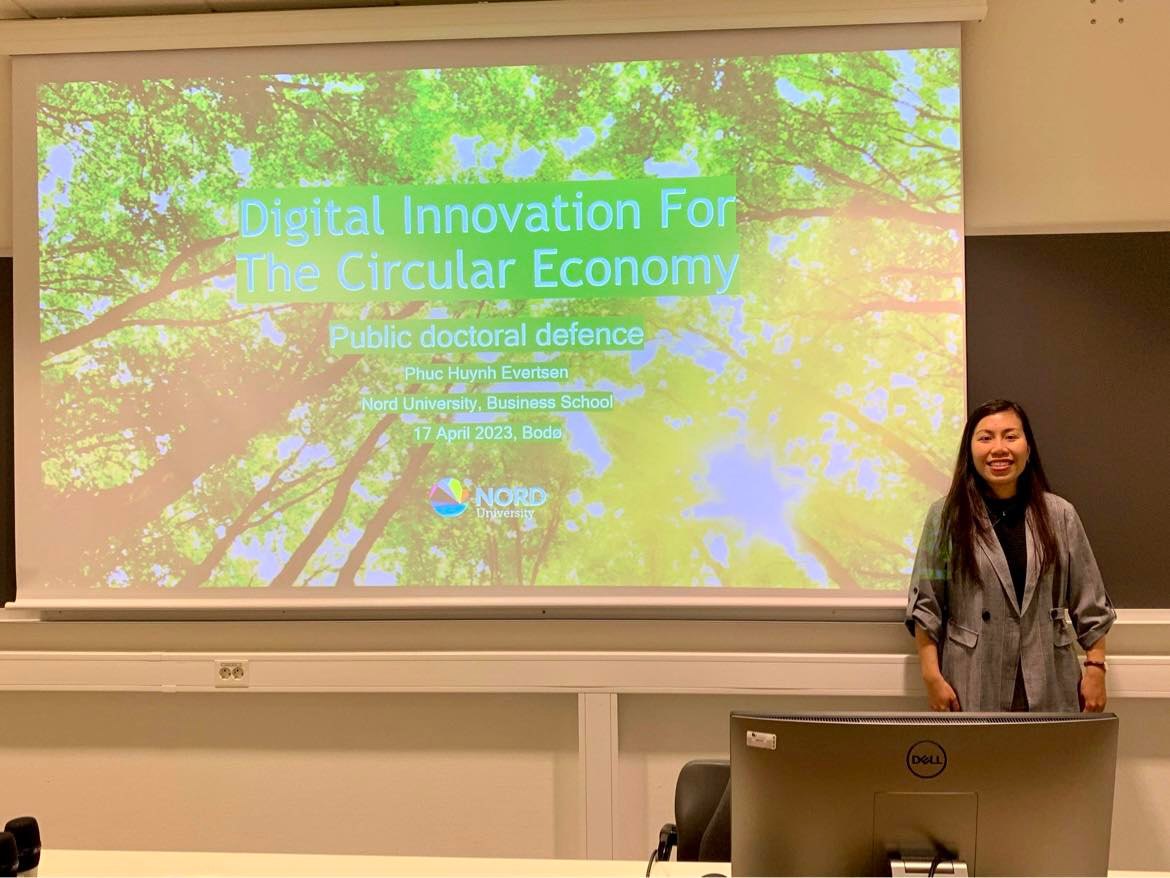 Digital Innovation For
The Circular Economy
Public doctoral defence
Phuc Huynh Evertsen
Nord University, Business School
17 April 2023, Bodø
NORD
University
DELL